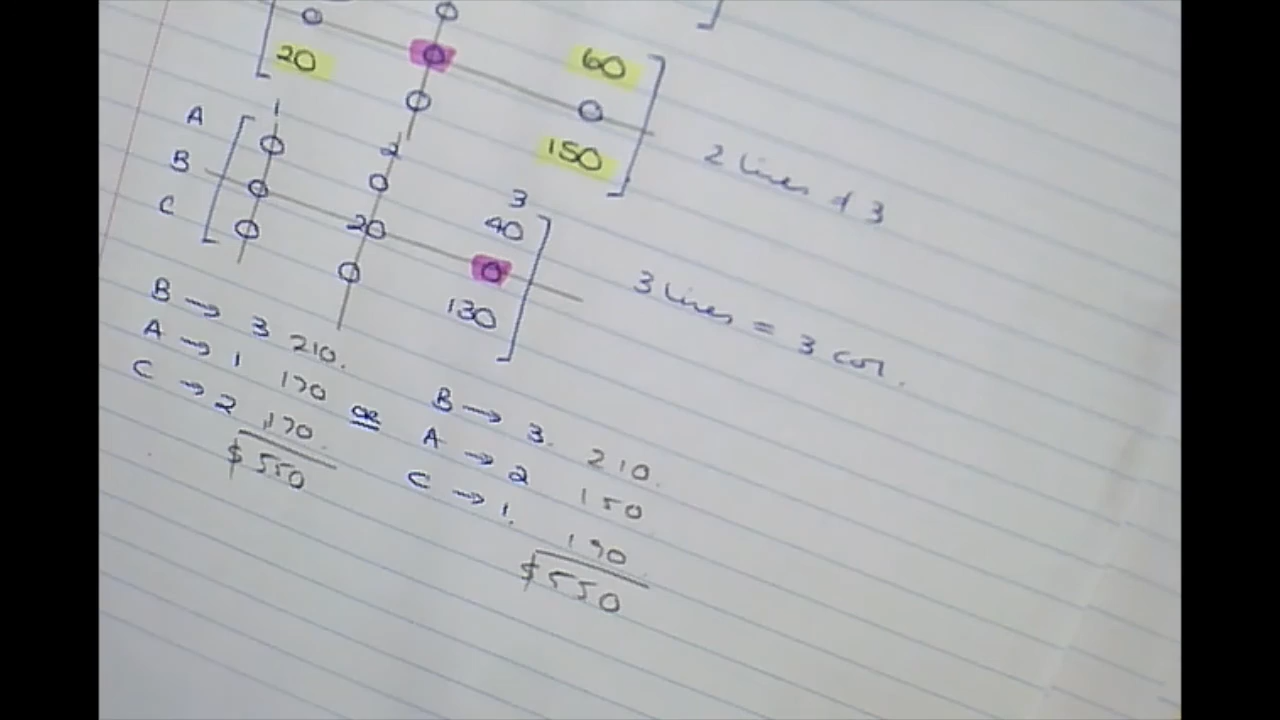 0 0
20 0 60
0 0
150 2 lines ≠ 3
1 2 3
A 0 0 40
B 0 20 0
C 0 0 130
3 lines = 3 col.
B → 3 210.
A → 1 170
C → 2 170.
$550
OR
B → 3. 210.
A → 2 150
C → 1. 190
$550